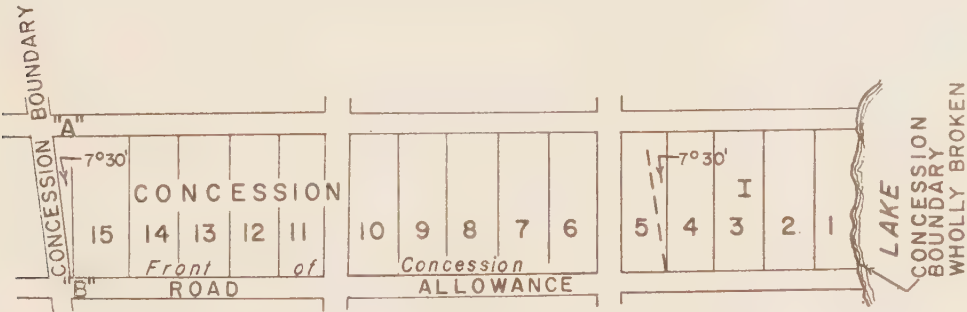 BOUNDARY
"A"
CONCESSION
7°30'
CONCESSION
7°30'
I
15 14 13 12 11 10 9 8 7 6 5 4 3 2 1
Front of Concession
"B"
ROAD ALLOWANCE
LAKE
CONCESSION
BOUNDARY
WHOLLY BROKEN